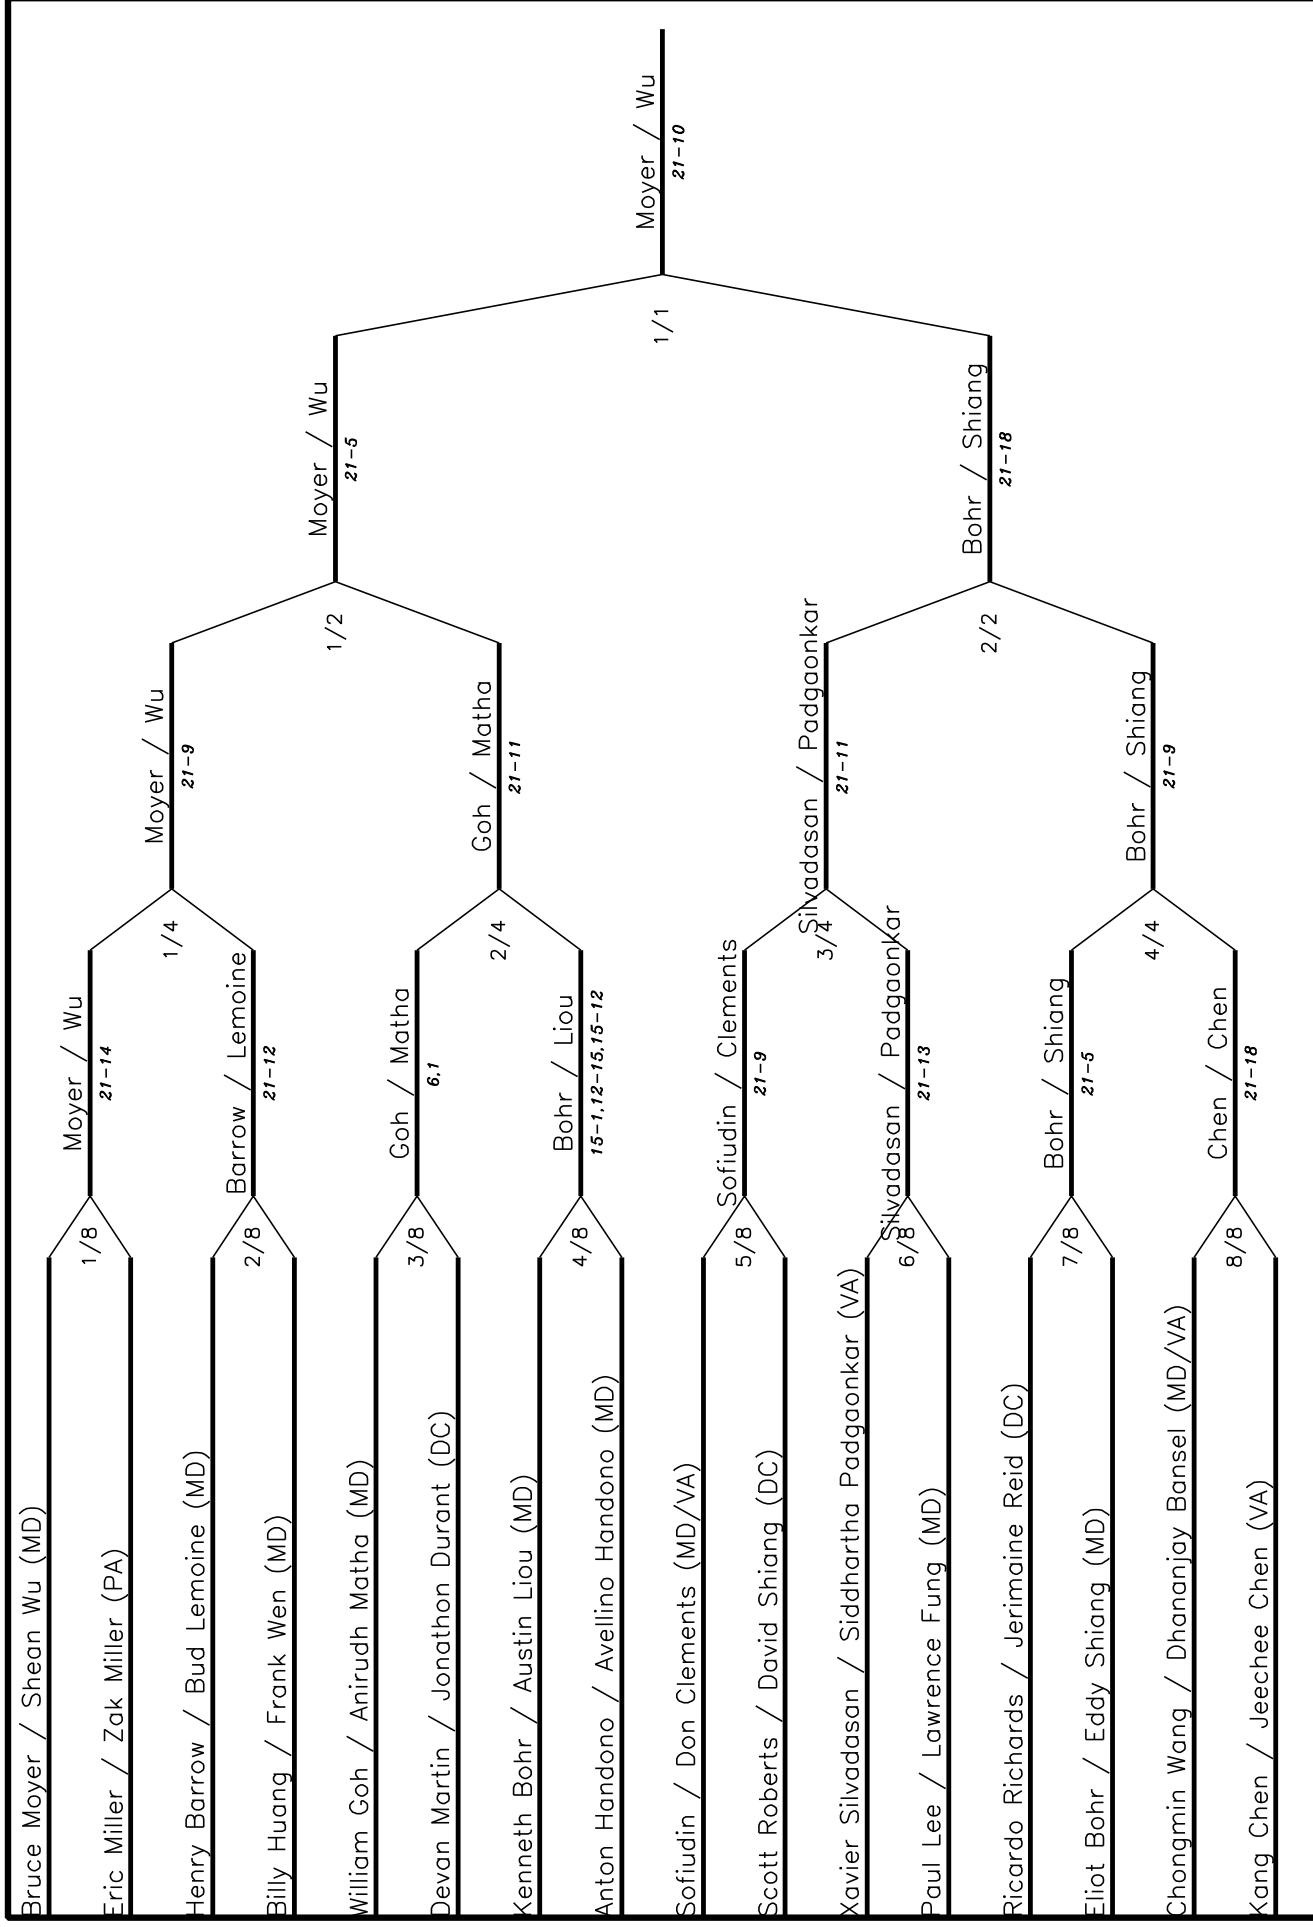 Bruce Moyer / Shean Wu (MD)
Eric Miller / Zak Miller (PA)
Henry Barrow / Bud Lemoine (MD)
Billy Huang / Frank Wen (MD)
William Goh / Anirudh Matha (MD)
Devan Martin / Jonathon Durant (DC)
Kenneth Bohr / Austin Liou (MD)
Anton Handono / Avellino Handono (MD)
Sofiudin / Don Clements (MD/VA)
Scott Roberts / David Shiang (DC)
Xavier Silvadasan / Siddhartha Padgaonkar (VA)
Paul Lee / Lawrence Fung (MD)
Ricardo Richards / Jerimaine Reid (DC)
Eliot Bohr / Eddy Shiang (MD)
Chongmin Wang / Dhananjay Bansel (MD/VA)
Kang Chen / Jeechee Chen (VA)
1/8
2/8
3/8
4/8
5/8
6/8
7/8
8/8
Moyer / Wu
21-14
Barrow / Lemoine
21-12
Goh / Matha
6,1
Bohr / Liou
15-1,12-15,15-12
Sofiudin / Clements
21-9
Silvadasan / Padgaonkar
21-13
Bohr / Shiang
21-5
Chen / Chen
21-18
1/4
2/4
3/4
4/4
Moyer / Wu
21-9
Goh / Matha
21-11
Silvadasan / Padgaonkar
21-11
Bohr / Shiang
21-9
1/2
2/2
Moyer / Wu
21-5
Bohr / Shiang
21-18
1/1
Moyer / Wu
21-10